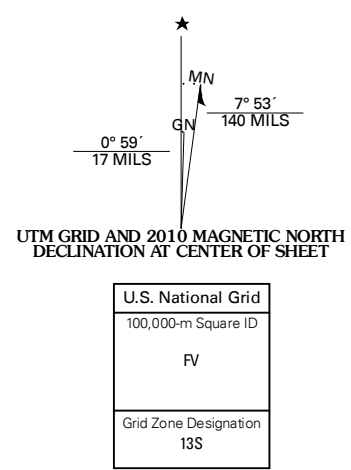 ★
MN
7° 53´
140 MILS
GN
0° 59´
17 MILS
UTM GRID AND 2010 MAGNETIC NORTH
DECLINATION AT CENTER OF SHEET
U.S. National Grid
100,000-m Square ID
FV
Grid Zone Designation
13S